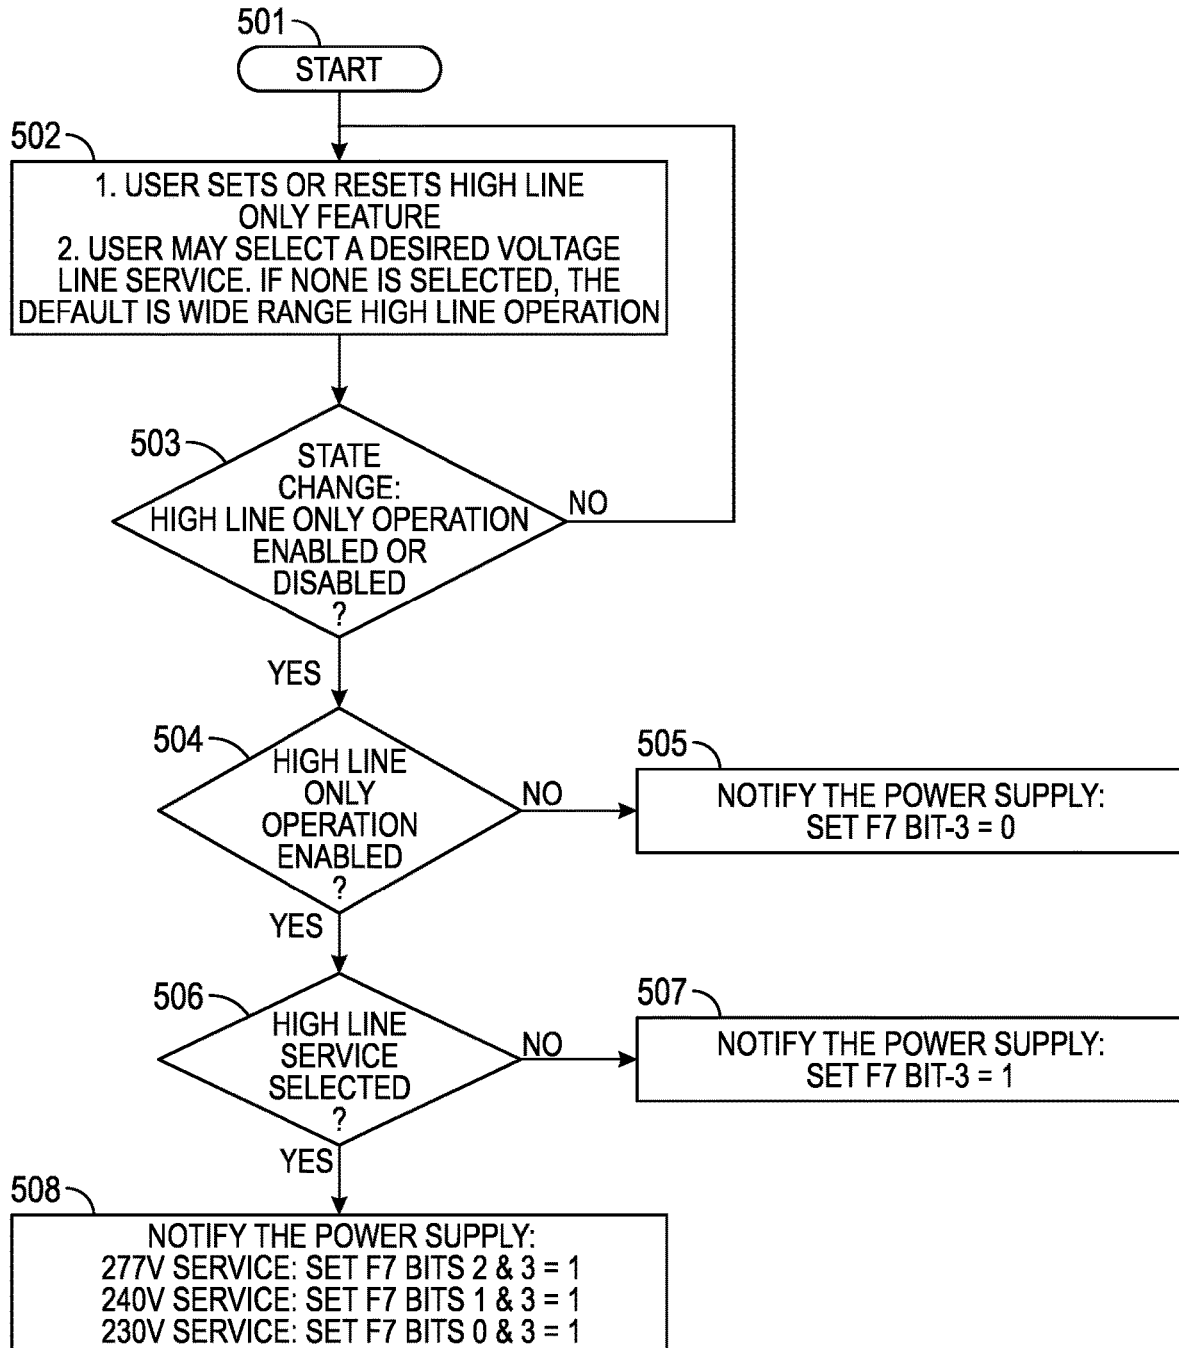 501
START
502
1. USER SETS OR RESETS HIGH LINE
ONLY FEATURE
2. USER MAY SELECT A DESIRED VOLTAGE
LINE SERVICE. IF NONE IS SELECTED, THE
DEFAULT IS WIDE RANGE HIGH LINE OPERATION
503
STATE
CHANGE:
HIGH LINE ONLY OPERATION
ENABLED OR
DISABLED
?
NO
YES
504
HIGH LINE
ONLY
OPERATION
ENABLED
?
NO
505
NOTIFY THE POWER SUPPLY:
SET F7 BIT-3 = 0
YES
506
HIGH LINE
SERVICE
SELECTED
?
NO
507
NOTIFY THE POWER SUPPLY:
SET F7 BIT-3 = 1
YES
508
NOTIFY THE POWER SUPPLY:
277V SERVICE: SET F7 BITS 2 & 3 = 1
240V SERVICE: SET F7 BITS 1 & 3 = 1
230V SERVICE: SET F7 BITS 0 & 3 = 1